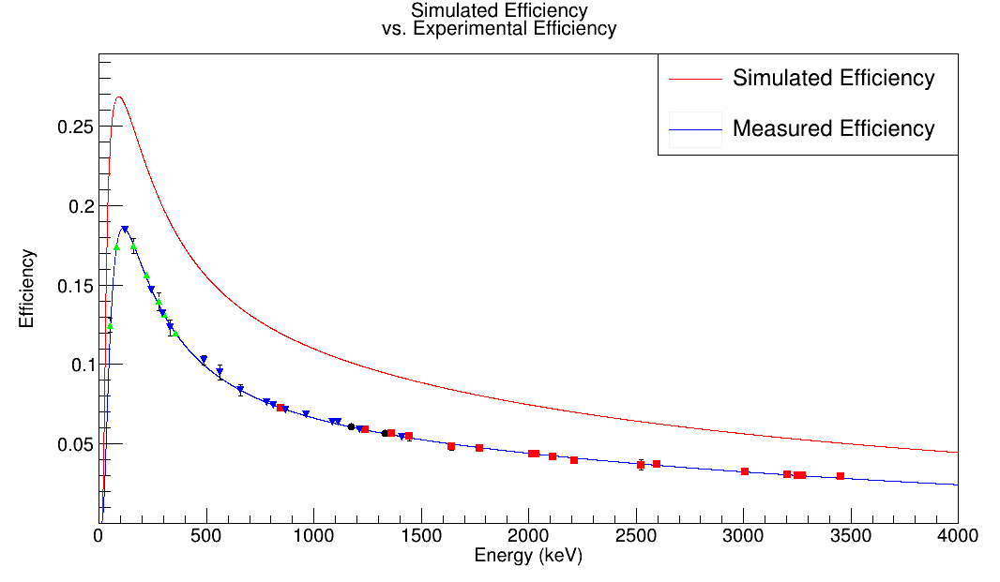 Simulated Efficiency
vs. Experimental Efficiency
Simulated Efficiency
Measured Efficiency
Efficiency
0.25
0.2
0.15
0.1
0.05
0 500 1000 1500 2000 2500 3000 3500 4000
Energy (keV)